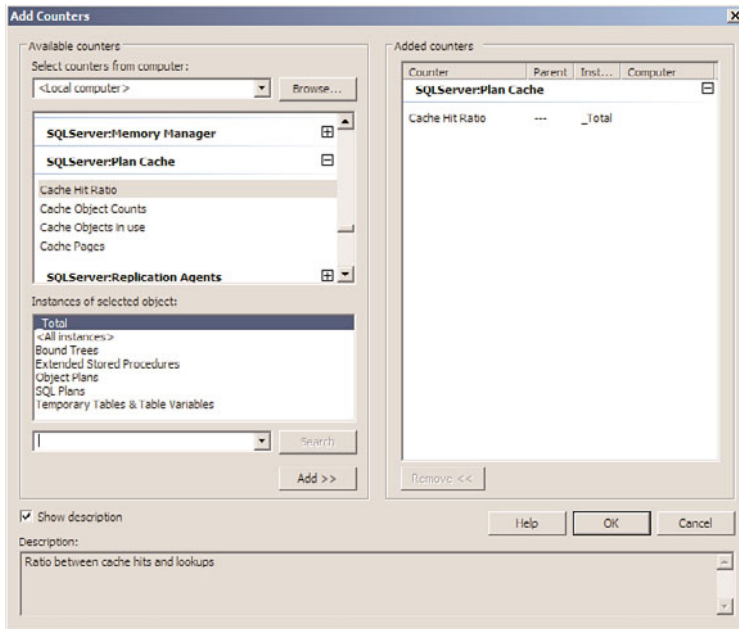 Add Counters
Available counters
Select counters from computer:
<Local computer>
Browse...
SQLServer:Memory Manager
SQLServer:Plan Cache
Cache Hit Ratio
Cache Object Counts
Cache Objects in use
Cache Pages
SQLServer:Replication Agents
Instances of selected object:
_Total
<All instances>
Bound Trees
Extended Stored Procedures
Object Plans
SQL Plans
Temporary Tables & Table Variables
Search
Add >>
Added counters
Counter Parent Inst... Computer
SQLServer:Plan Cache
Cache Hit Ratio --- _Total
Remove <<
Show description
Help OK Cancel
Description:
Ratio between cache hits and lookups